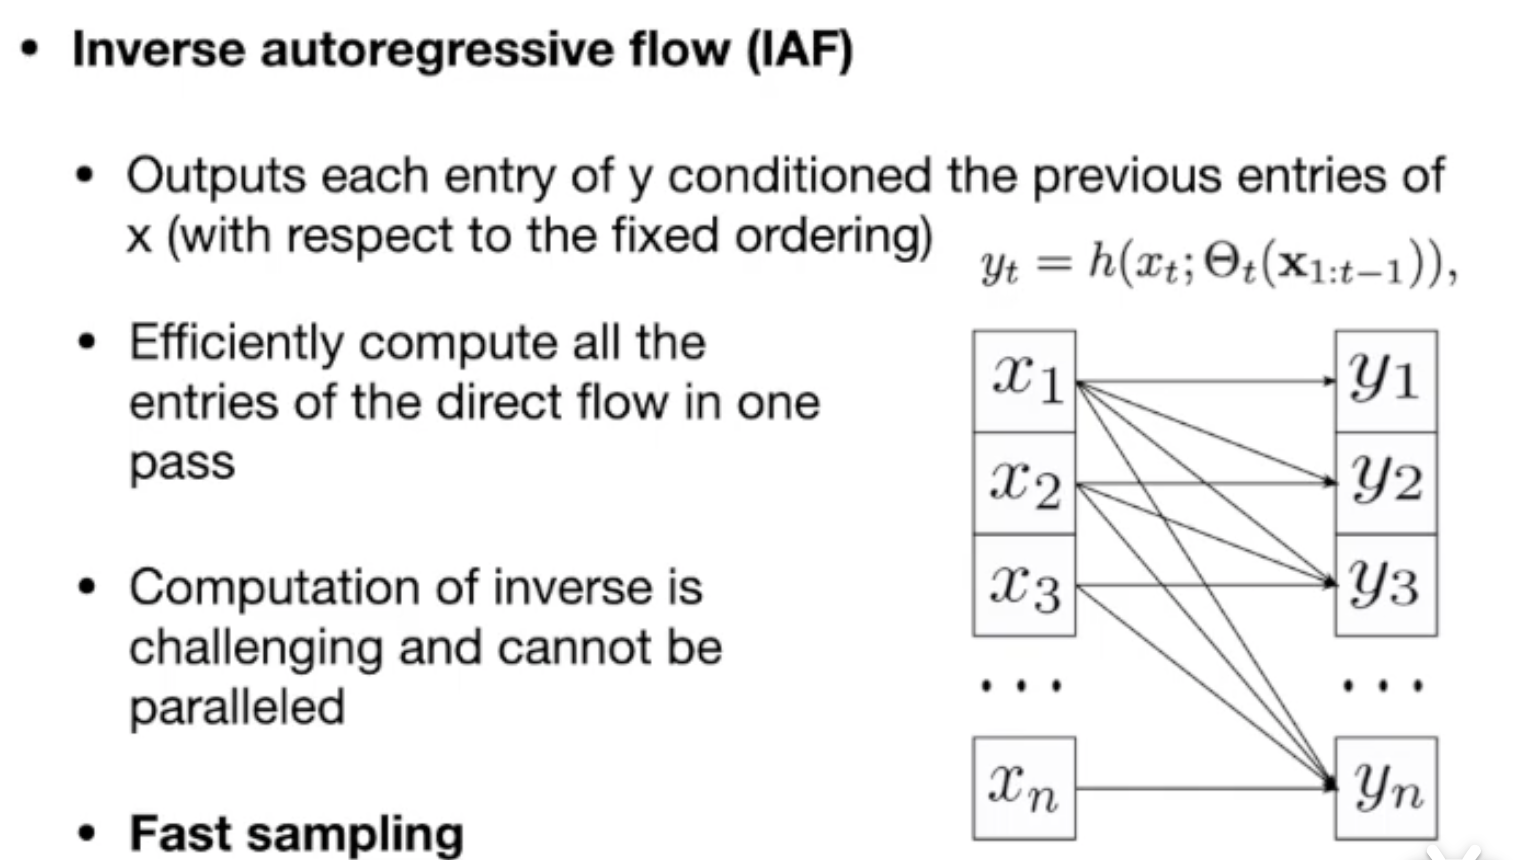 • Inverse autoregressive flow (IAF)
• Outputs each entry of y conditioned the previous entries of
x (with respect to the fixed ordering)
y_t = h(x_t; Θ_t(𝐱_{1:t−1})),
• Efficiently compute all the
entries of the direct flow in one
pass
• Computation of inverse is
challenging and cannot be
paralleled
• Fast sampling
x_1 y_1
x_2 y_2
x_3 y_3
... ...
x_n y_n